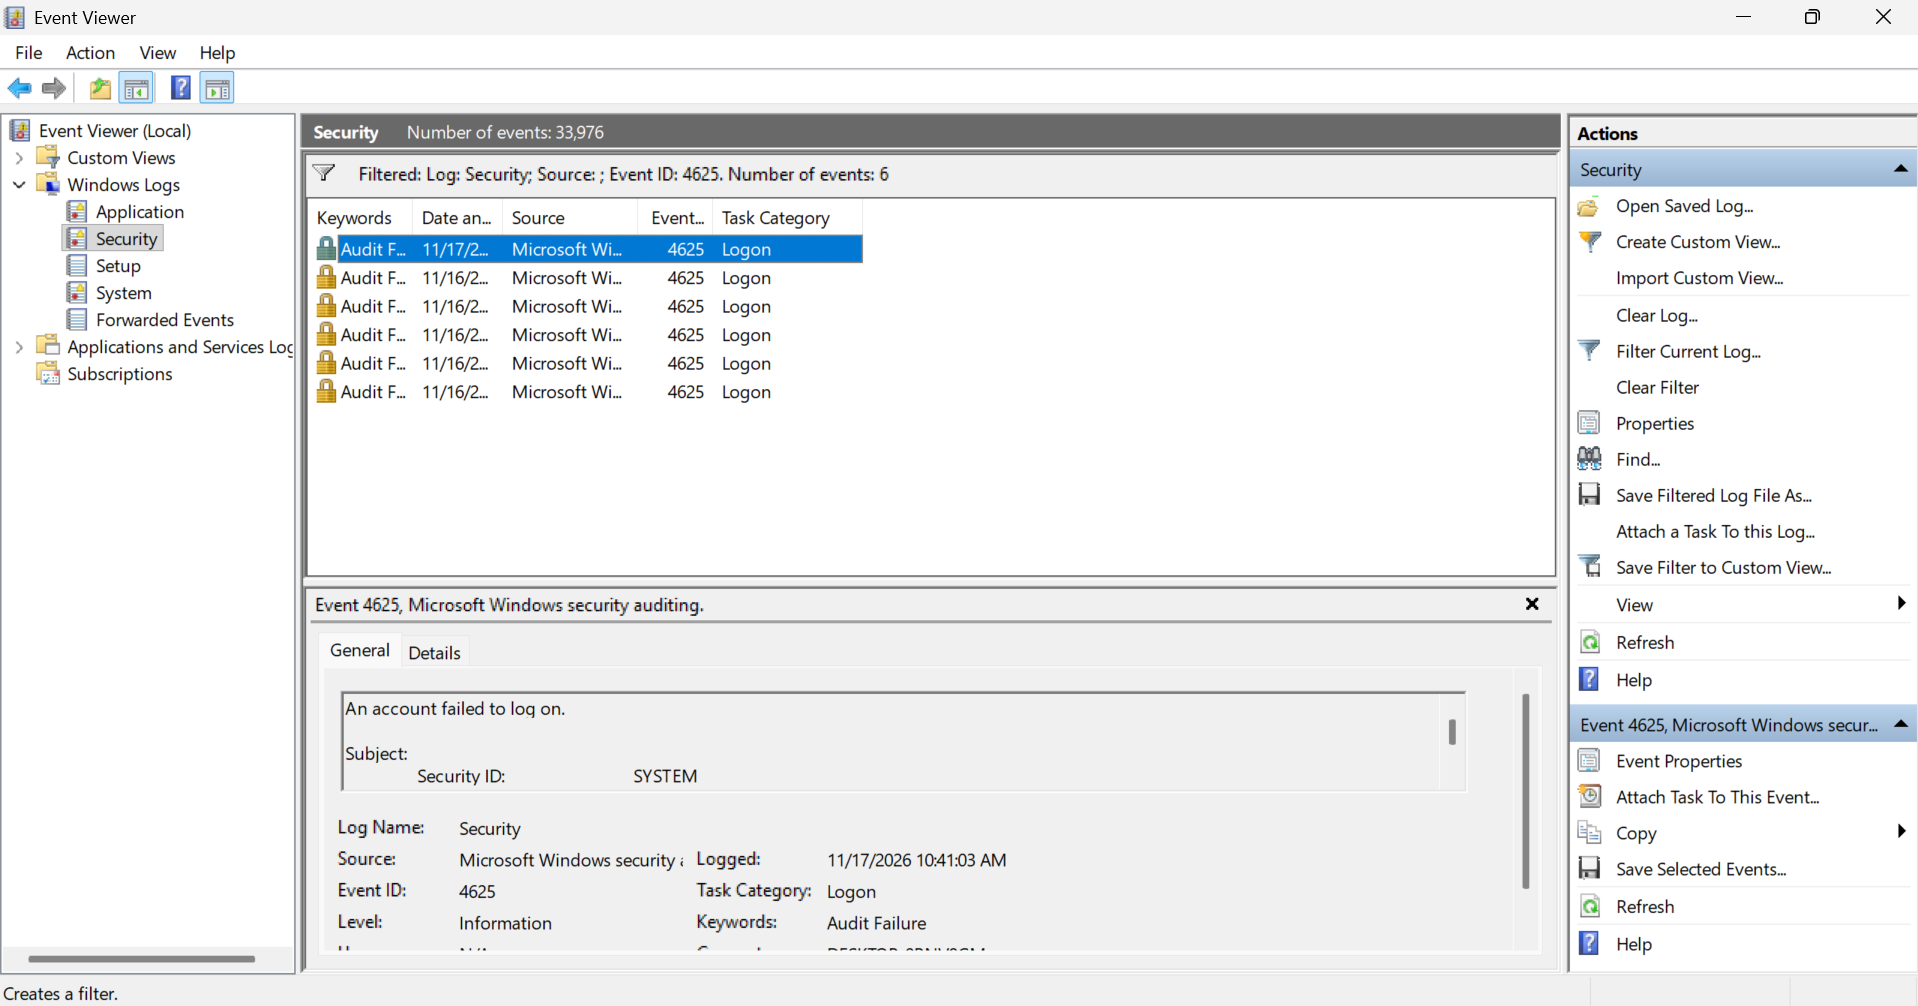 Event Viewer
File Action View Help
Event Viewer (Local)
Custom Views
Windows Logs
Application
Security
Setup
System
Forwarded Events
Applications and Services Log
Subscriptions
Security Number of events: 33,976
Filtered: Log: Security; Source: ; Event ID: 4625. Number of events: 6
Keywords Date an... Source Event... Task Category
Audit F... 11/17/2... Microsoft Wi... 4625 Logon
Audit F... 11/16/2... Microsoft Wi... 4625 Logon
Audit F... 11/16/2... Microsoft Wi... 4625 Logon
Audit F... 11/16/2... Microsoft Wi... 4625 Logon
Audit F... 11/16/2... Microsoft Wi... 4625 Logon
Audit F... 11/16/2... Microsoft Wi... 4625 Logon
Event 4625, Microsoft Windows security auditing.
General Details
An account failed to log on.
Subject:
Security ID: SYSTEM
Log Name: Security
Source: Microsoft Windows security Logged: 11/17/2026 10:41:03 AM
Event ID: 4625 Task Category: Logon
Level: Information Keywords: Audit Failure
Actions
Security
Open Saved Log...
Create Custom View...
Import Custom View...
Clear Log...
Filter Current Log...
Clear Filter
Properties
Find...
Save Filtered Log File As...
Attach a Task To this Log...
Save Filter to Custom View...
View
Refresh
Help
Event 4625, Microsoft Windows secur...
Event Properties
Attach Task To This Event...
Copy
Save Selected Events...
Refresh
Help
Creates a filter.